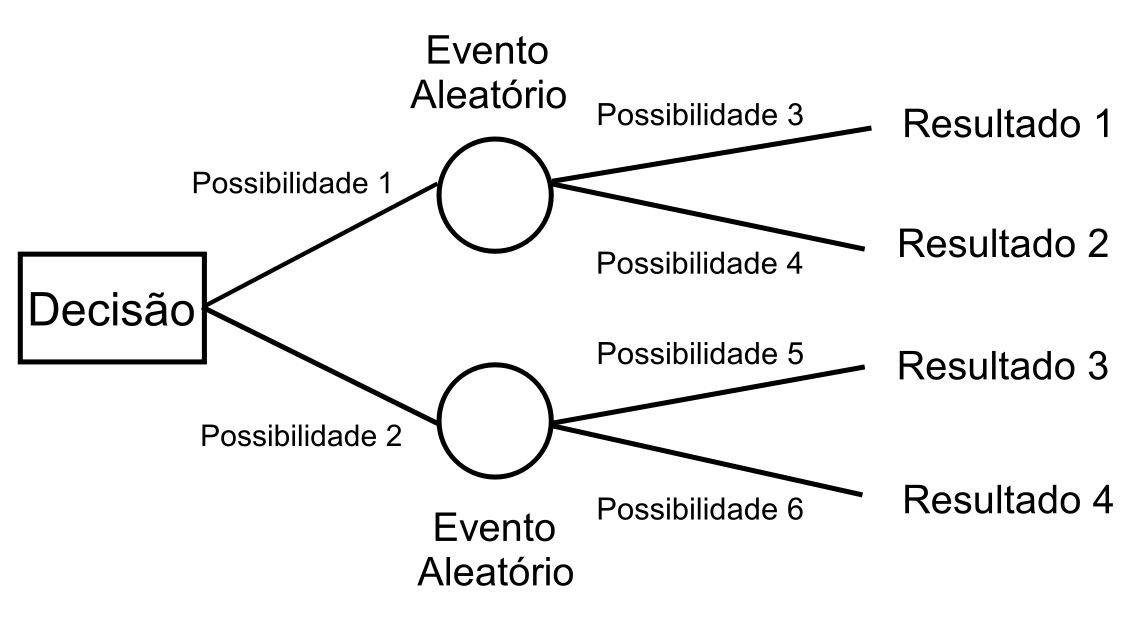 Evento
Aleatório
Possibilidade 3
Resultado 1
Possibilidade 1
Resultado 2
Possibilidade 4
Decisão
Possibilidade 5
Resultado 3
Possibilidade 2
Resultado 4
Possibilidade 6
Evento
Aleatório